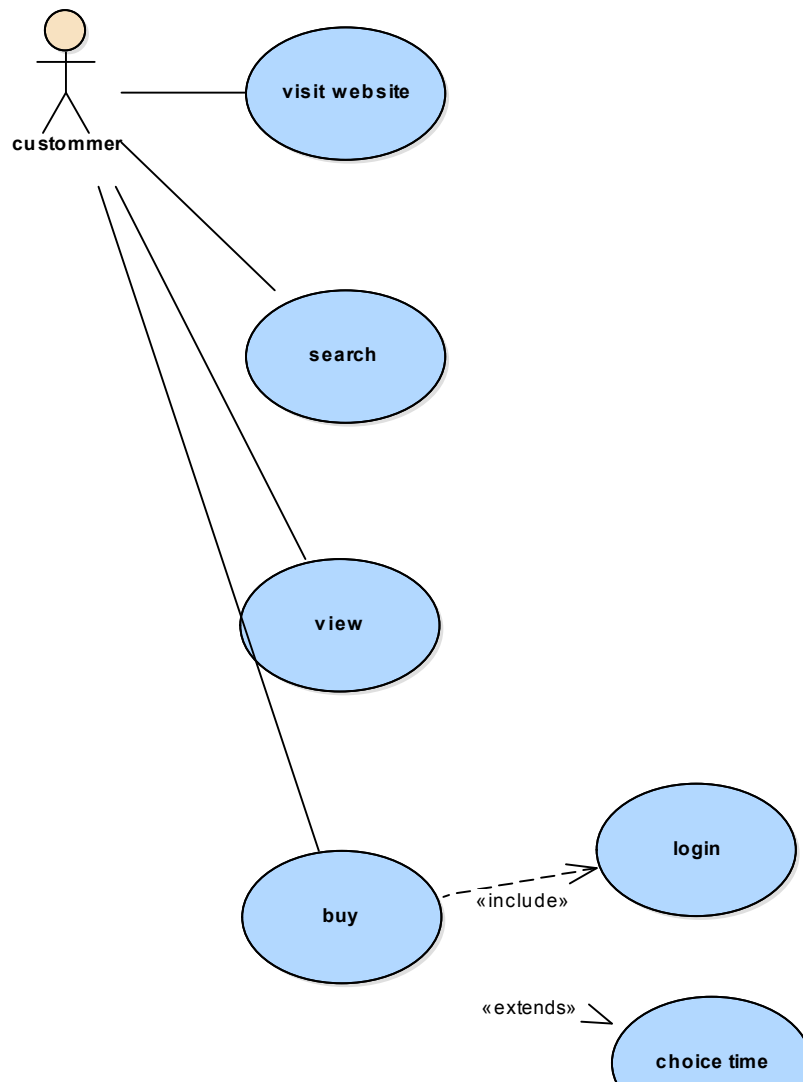 visit website
custommer
search
view
login
buy
«include»
«extends»
choice time